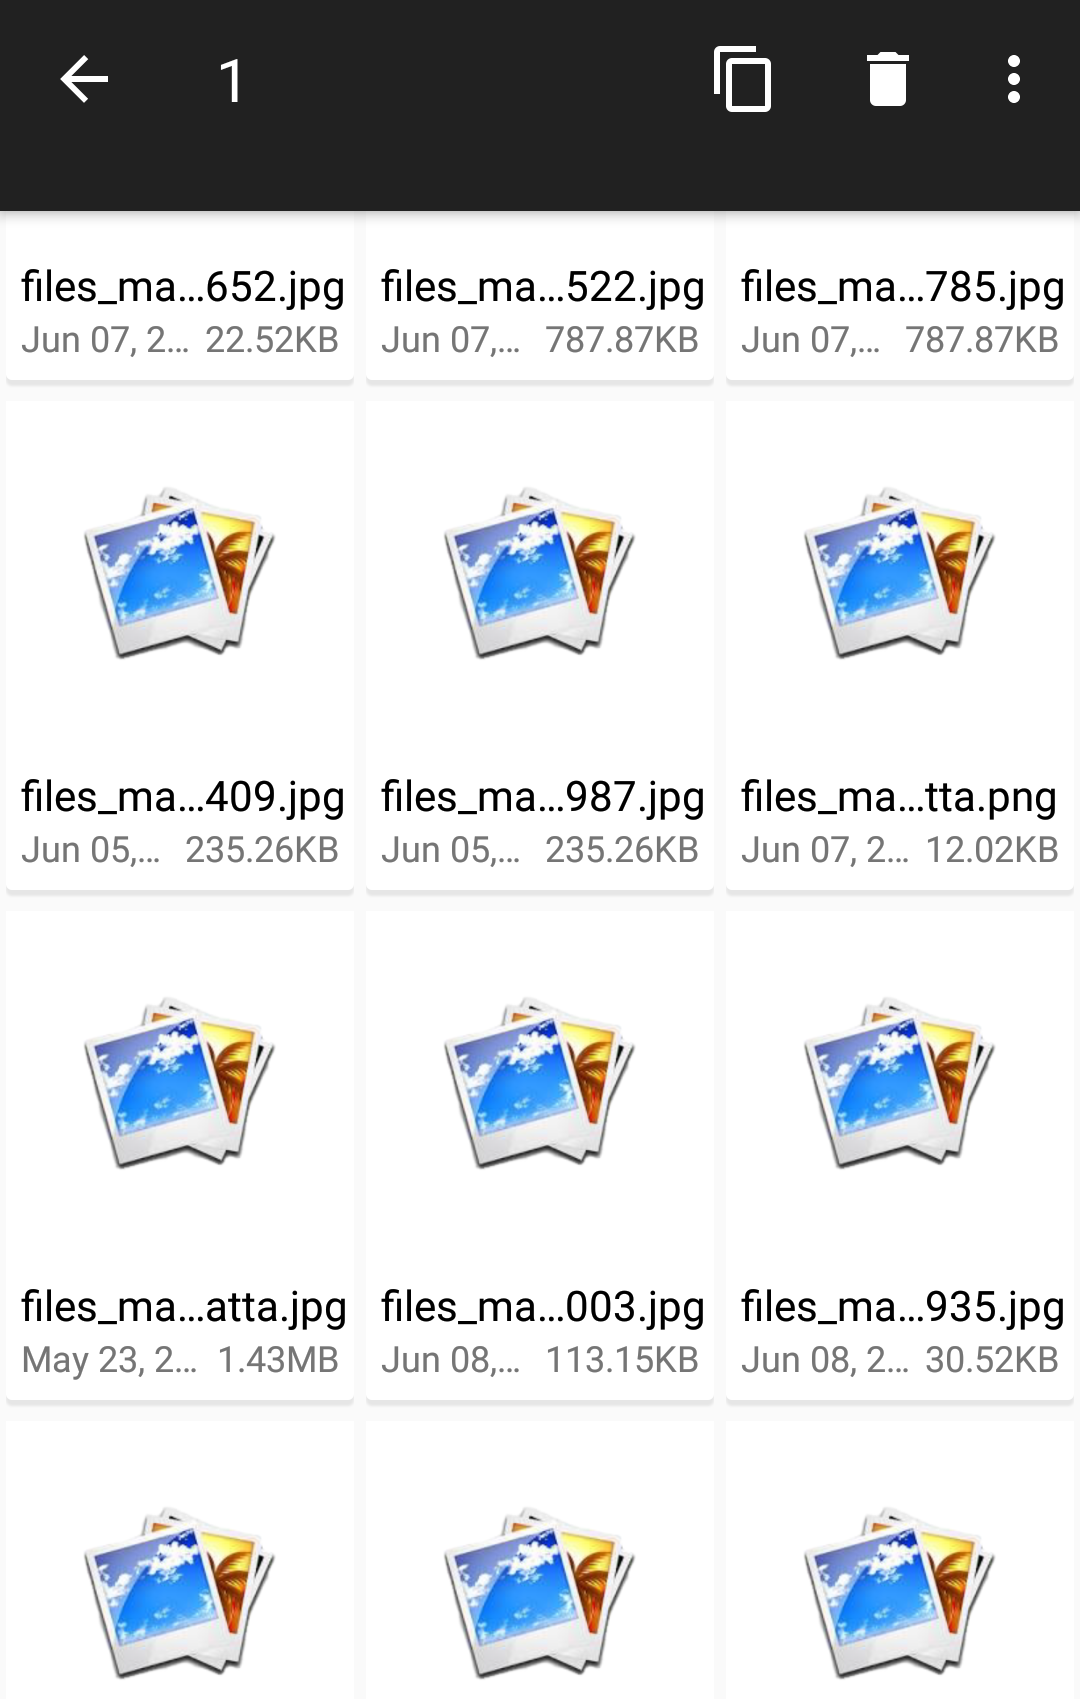 1
files_ma...652.jpg files_ma...522.jpg files_ma...785.jpg
Jun 07, 2... 22.52KB Jun 07,... 787.87KB Jun 07,... 787.87KB
files_ma...409.jpg files_ma...987.jpg files_ma...tta.png
Jun 05,... 235.26KB Jun 05,... 235.26KB Jun 07, 2... 12.02KB
files_ma...atta.jpg files_ma...003.jpg files_ma...935.jpg
May 23, 2... 1.43MB Jun 08,... 113.15KB Jun 08, 2... 30.52KB